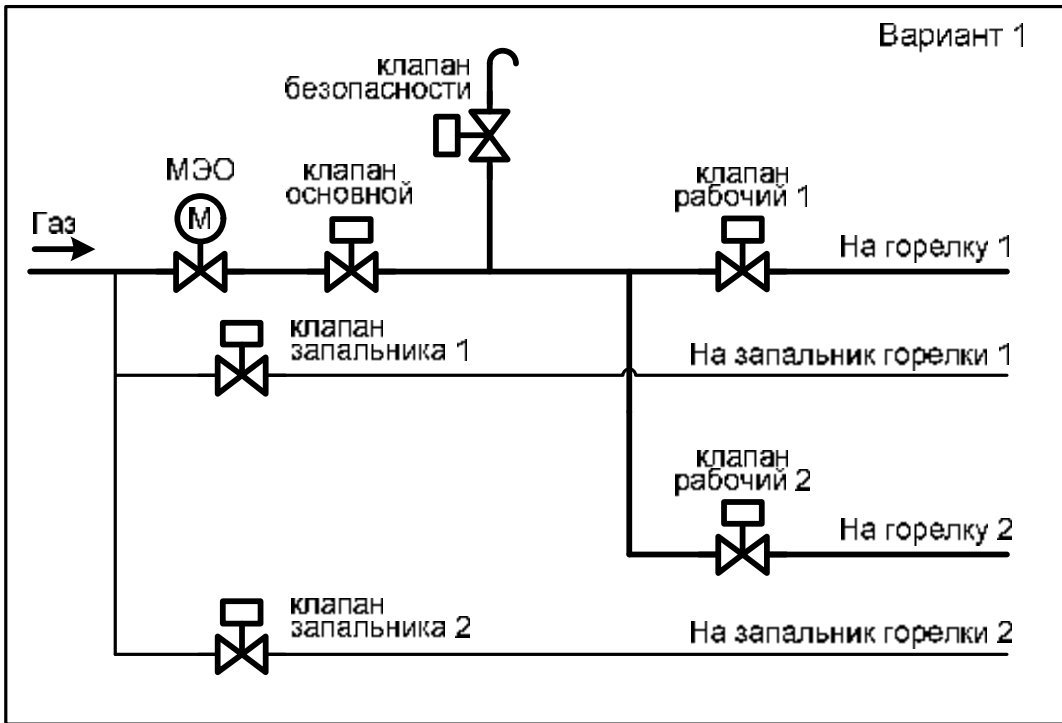 Вариант 1
клапан
безопасности
МЭО
клапан
основной
клапан
рабочий 1
Газ
М
На горелку 1
клапан
запальника 1
На запальник горелки 1
клапан
рабочий 2
На горелку 2
клапан
запальника 2
На запальник горелки 2